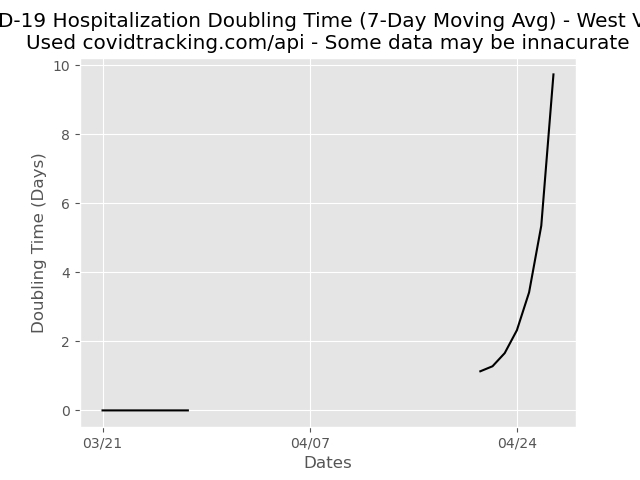 D-19 Hospitalization Doubling Time (7-Day Moving Avg) - West V
Used covidtracking.com/api - Some data may be innacurate
10
8
6
4
2
0
Doubling Time (Days)
03/21 04/07 04/24
Dates